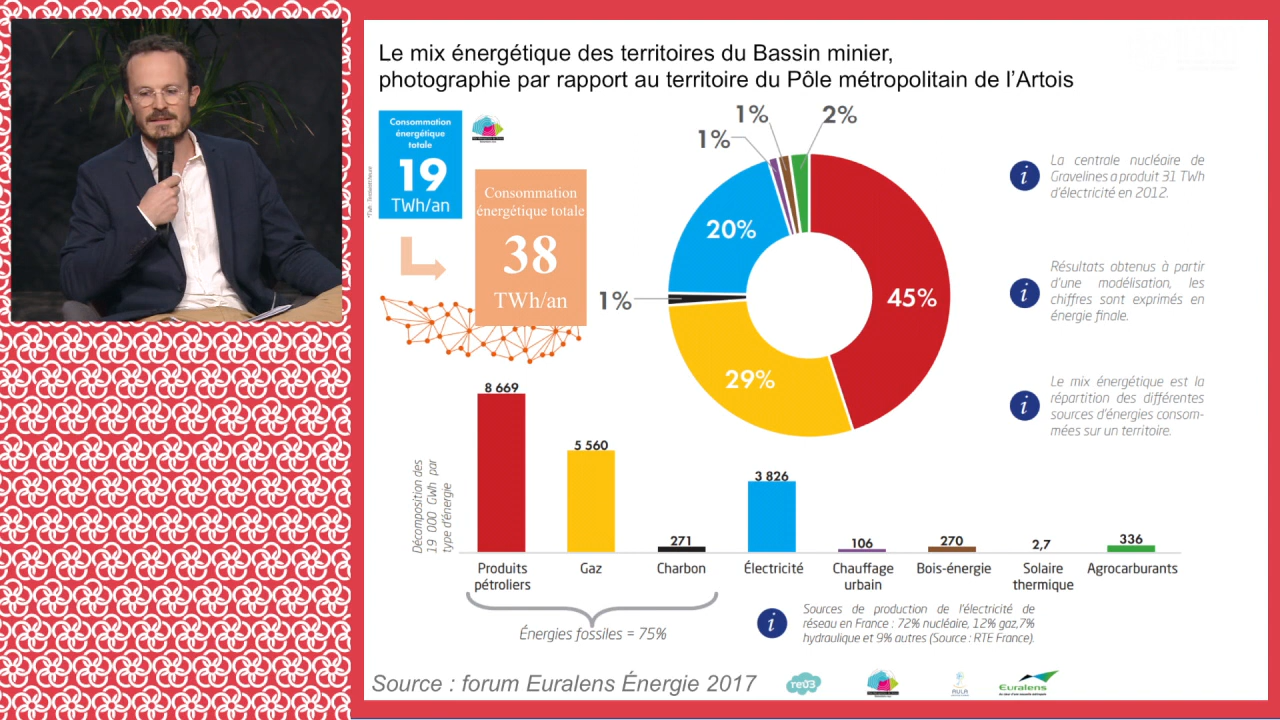 Le mix énergétique des territoires du Bassin minier,
photographie par rapport au territoire du Pôle métropolitain de l'Artois
Consommation
énergétique
totale
19
TWh/an
Consommation
énergétique totale
38
TWh/an
1%
1%
2%
20%
45%
1%
29%
La centrale nucléaire de
Gravelines a produit 31 TWh
d'électricité en 2012.
Résultats obtenus à partir
d'une modélisation, les
chiffres sont exprimés en
énergie finale.
Le mix énergétique est la
répartition des différentes
sources d'énergies consom-
mées sur un territoire.
Décomposition des
19 000 GWh par
type d'énergie
8 669
5 560
271
3 826
106
270
2,7
336
Produits
pétroliers
Gaz
Charbon
Électricité
Chauffage
urbain
Bois-énergie
Solaire
thermique
Agrocarburants
Énergies fossiles = 75%
Sources de production de l'électricité de
réseau en France : 72% nucléaire, 12% gaz,7%
hydraulique et 9% autres (Source : RTE France).
Source : forum Euralens Énergie 2017
rev3
AULA
Euralens